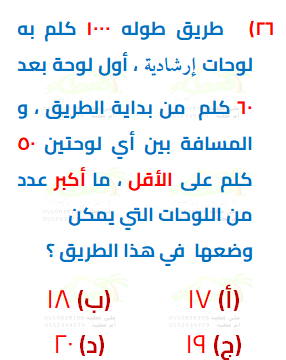 ٢٦) طريق طوله ١٠٠٠ كلم به
لوحات إرشادية ، أول لوحة بعد
٦٠ كلم من بداية الطريق ، و
المسافة بين أي لوحتين ٥٠
كلم على الأقل ، ما أكبر عدد
من اللوحات التي يمكن
وضعها في هذا الطريق ؟
(أ) ١٧ (ب) ١٨
(ج) ١٩ (د) ٢٠